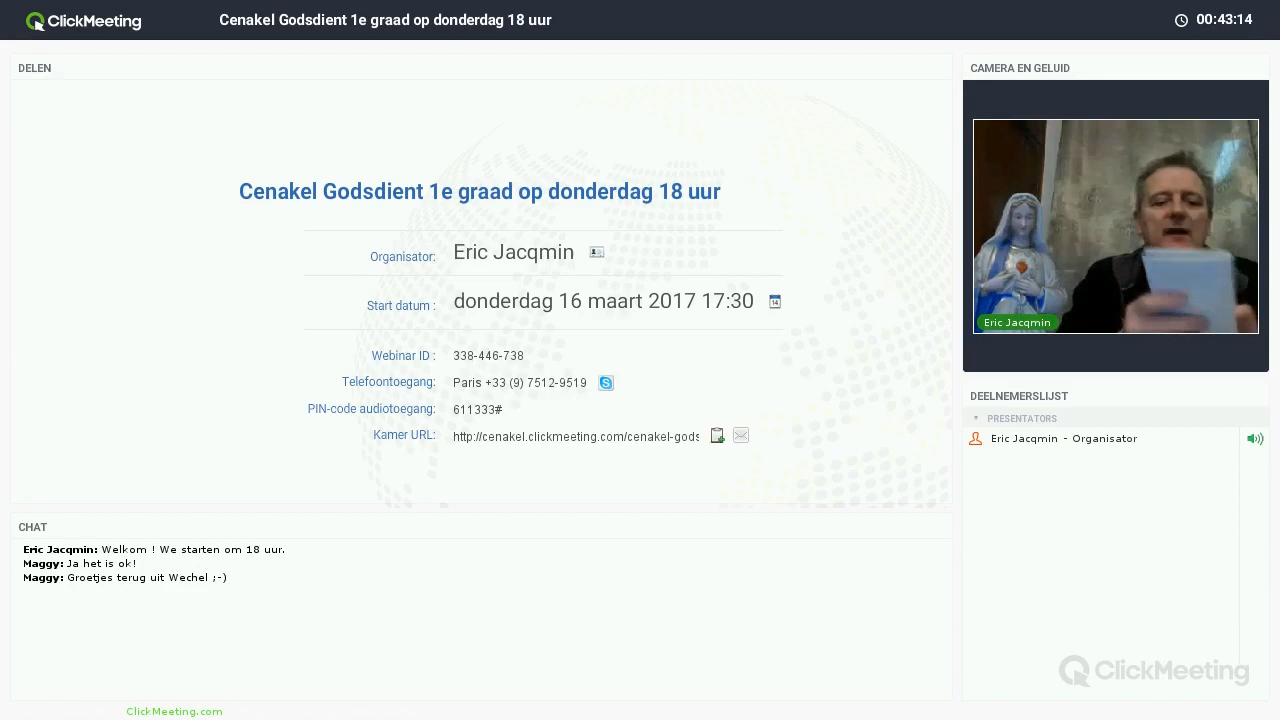 ClickMeeting
Cenakel Godsdient 1e graad op donderdag 18 uur
00:43:14
DELEN
Cenakel Godsdient 1e graad op donderdag 18 uur
Organisator: Eric Jacqmin
Start datum : donderdag 16 maart 2017 17:30
14
Webinar ID : 338-446-738
Telefoontoegang: Paris +33 (9) 7512-9519
PIN-code audiotoegang: 611333#
Kamer URL: http://cenakel.clickmeeting.com/cenakel-gods
CAMERA EN GELUID
Eric Jacqmin
DEELNEMERSLIJST
PRESENTATORS
Eric Jacqmin - Organisator
CHAT
Eric Jacqmin: Welkom ! We starten om 18 uur.
Maggy: Ja het is ok!
Maggy: Groetjes terug uit Wechel ;-)
ClickMeeting
ClickMeeting.com